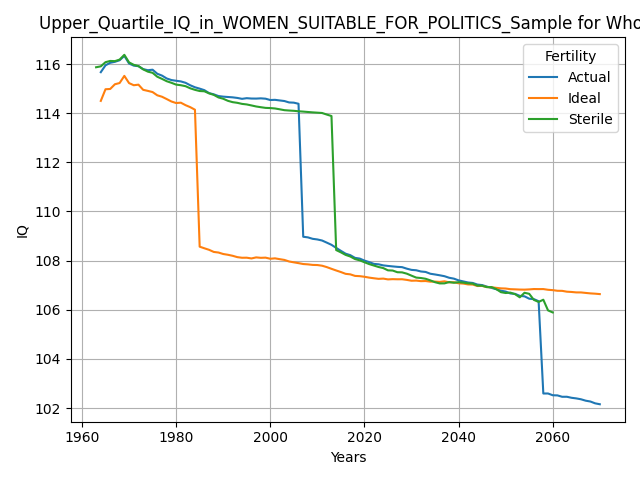 Upper_Quartile_IQ_in_WOMEN_SUITABLE_FOR_POLITICS_Sample for Who
Fertility
Actual
Ideal
Sterile
IQ
116
114
112
110
108
106
104
102
1960 1980 2000 2020 2040 2060
Years